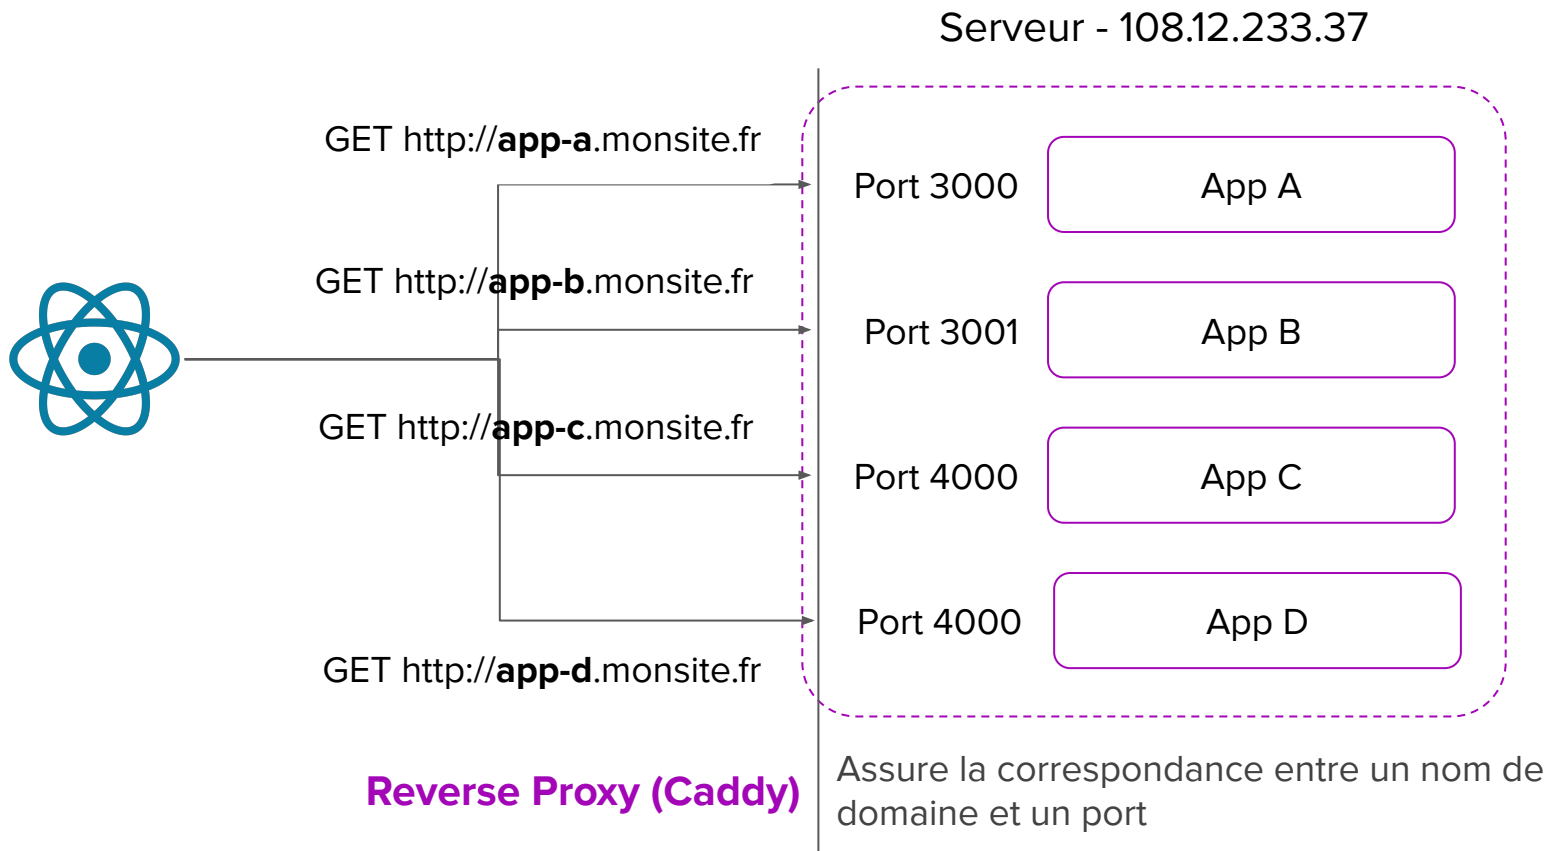 Serveur - 108.12.233.37
GET http://app-a.monsite.fr
Port 3000
App A
GET http://app-b.monsite.fr
Port 3001
App B
GET http://app-c.monsite.fr
Port 4000
App C
Port 4000
App D
GET http://app-d.monsite.fr
Reverse Proxy (Caddy)
Assure la correspondance entre un nom de
domaine et un port